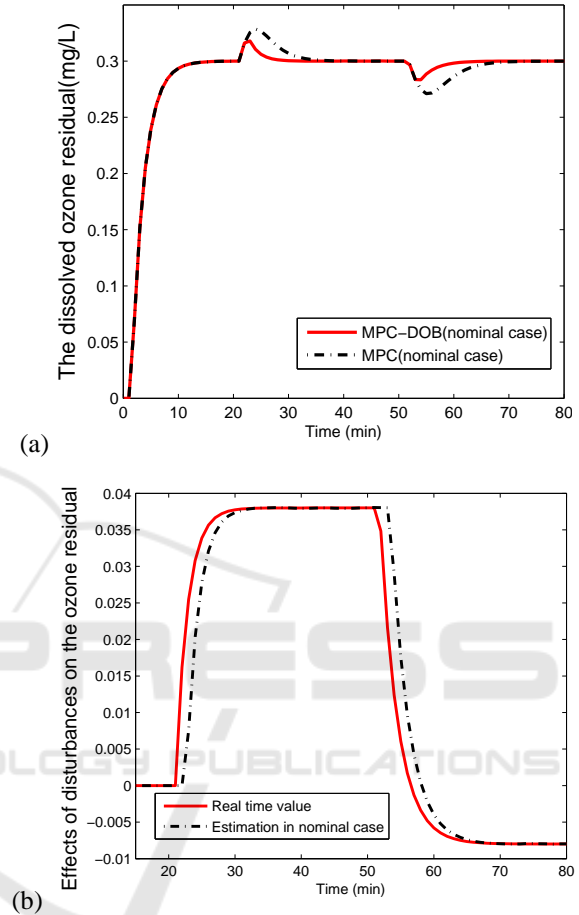 The dissolved ozone residual(mg/L)
0.3
0.25
0.2
0.15
0.1
0.05
0
MPC−DOB(nominal case)
MPC(nominal case)
0 10 20 30 40 50 60 70 80
Time (min)
(a)
Effects of disturbances on the ozone residual
0.04
0.035
0.03
0.025
0.02
0.015
0.01
0.005
0
−0.005
−0.01
Real time value
Estimation in nominal case
20 30 40 50 60 70 80
Time (min)
(b)
PRESS
LOGY PUBLICATIONS